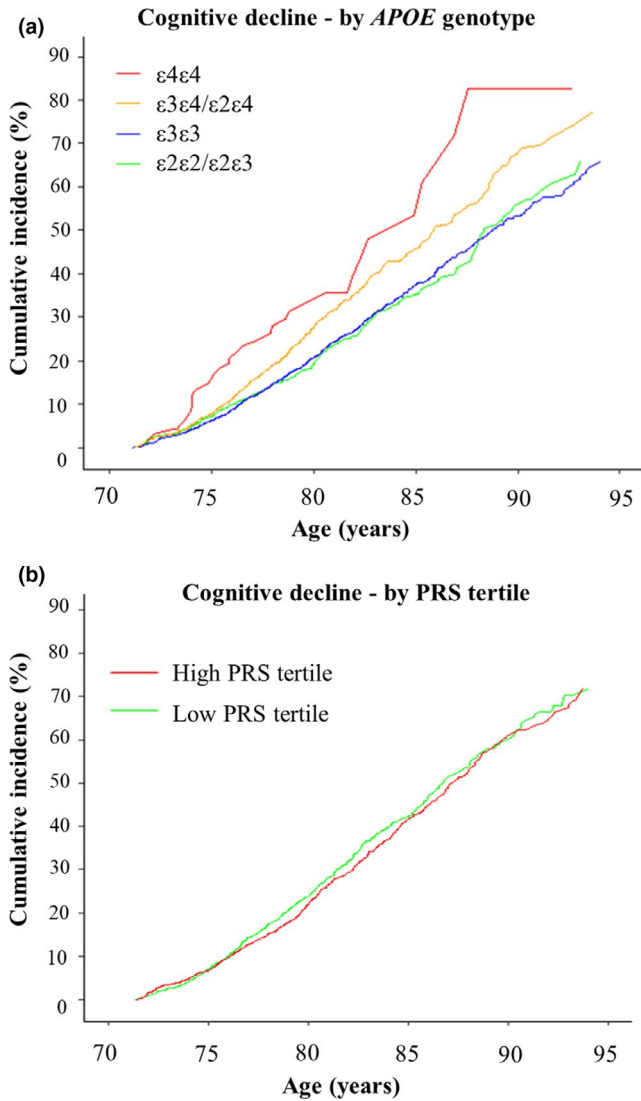 (a)
Cognitive decline - by APOE genotype
90
80
70
60
50
40
30
20
10
0
Cumulative incidence (%)
ε4ε4
ε3ε4/ε2ε4
ε3ε3
ε2ε2/ε2ε3
70 75 80 85 90 95
Age (years)
(b)
Cognitive decline - by PRS tertile
90
80
70
60
50
40
30
20
10
0
Cumulative incidence (%)
High PRS tertile
Low PRS tertile
70 75 80 85 90 95
Age (years)